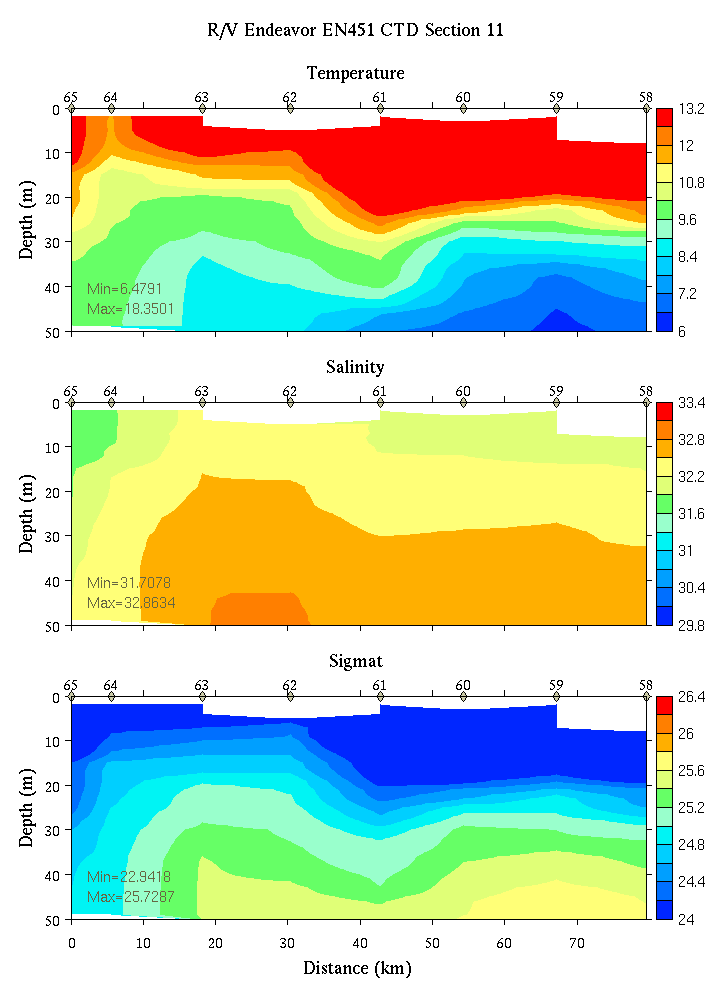 R/V Endeavor EN451 CTD Section 11
Temperature
65 64 63 62 61 60 59 58
0
10
20
30
40
50
Depth (m)
Min=6.4791
Max=18.3501
13.2
12
10.8
9.6
8.4
7.2
6
Salinity
65 64 63 62 61 60 59 58
0
10
20
30
40
50
Depth (m)
Min=31.7078
Max=32.8634
33.4
32.8
32.2
31.6
31
30.4
29.8
Sigmat
65 64 63 62 61 60 59 58
0
10
20
30
40
50
Depth (m)
Min=22.9418
Max=25.7287
26.4
26
25.6
25.2
24.8
24.4
24
0 10 20 30 40 50 60 70
Distance (km)